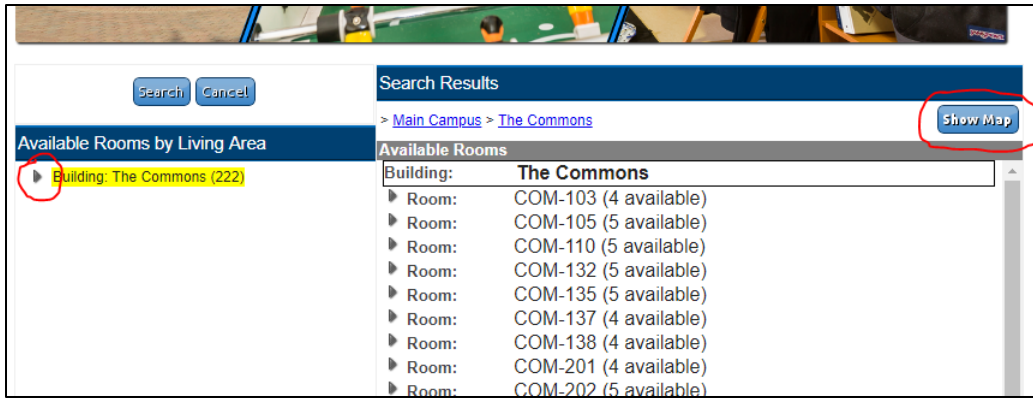 Search Cancel
Available Rooms by Living Area
Building: The Commons (222)
Search Results
> Main Campus > The Commons
Show Map
Available Rooms
Building: The Commons
Room: COM-103 (4 available)
Room: COM-105 (5 available)
Room: COM-110 (5 available)
Room: COM-132 (5 available)
Room: COM-135 (5 available)
Room: COM-137 (4 available)
Room: COM-138 (4 available)
Room: COM-201 (4 available)
Room: COM-202 (5 available)